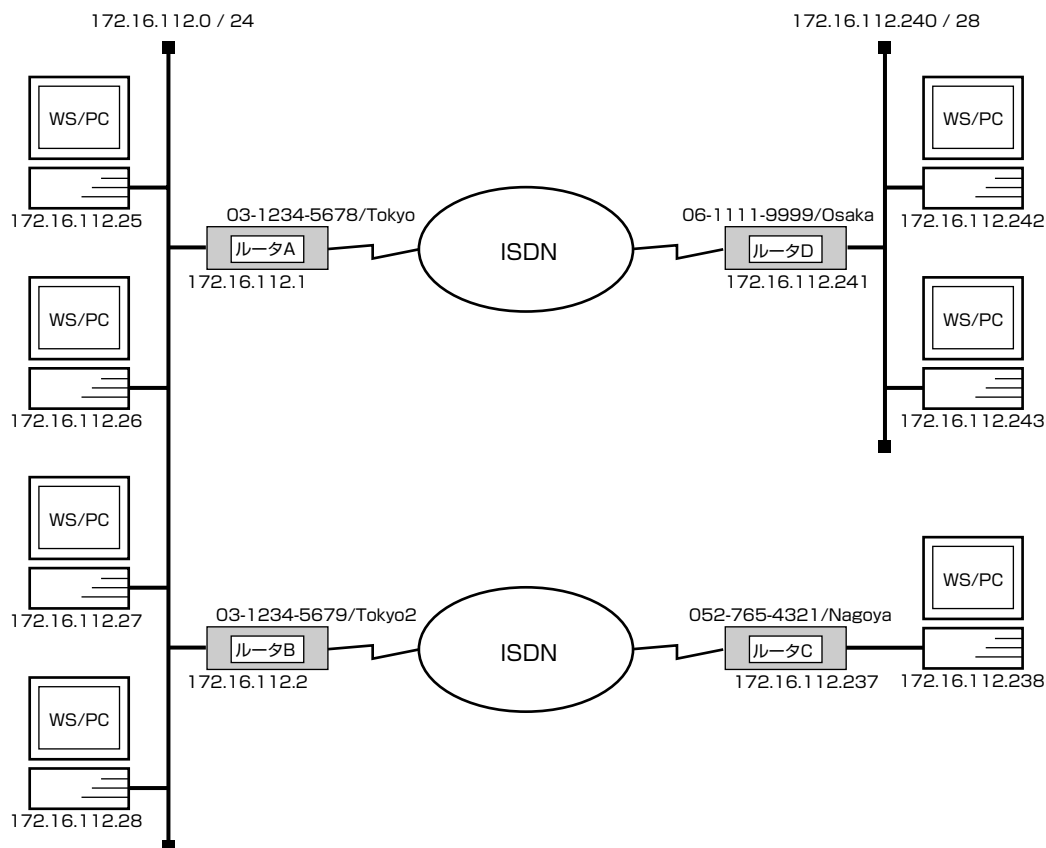 172.16.112.0 / 24
172.16.112.240 / 28
WS/PC
172.16.112.25
03-1234-5678/Tokyo
ルータA
172.16.112.1
ISDN
06-1111-9999/Osaka
ルータD
172.16.112.241
WS/PC
172.16.112.242
WS/PC
172.16.112.26
WS/PC
172.16.112.243
WS/PC
172.16.112.27
03-1234-5679/Tokyo2
ルータB
172.16.112.2
ISDN
052-765-4321/Nagoya
ルータC
172.16.112.237
WS/PC
172.16.112.238
WS/PC
172.16.112.28